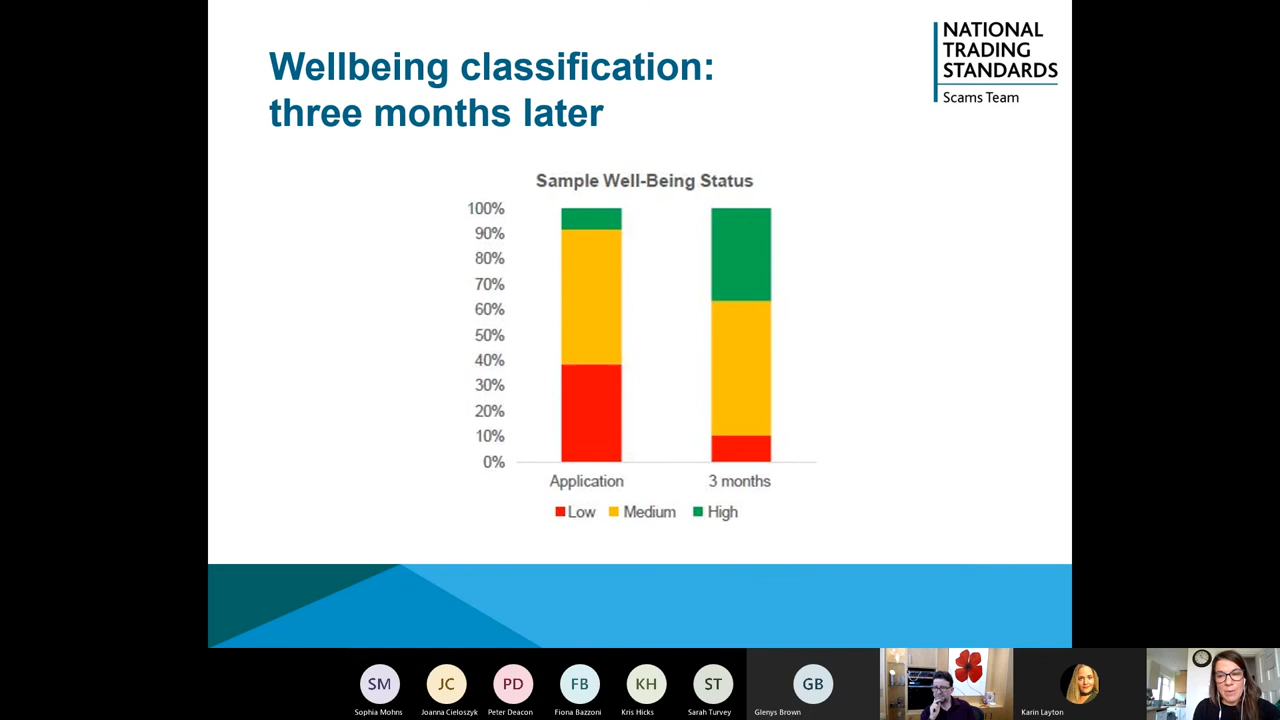 Wellbeing classification:
three months later
NATIONAL
TRADING
STANDARDS
Scams Team
Sample Well-Being Status
100%
90%
80%
70%
60%
50%
40%
30%
20%
10%
0%
Application
3 months
Low
Medium
High
SM
JC
PD
FB
KH
ST
GB
Sophia Mohns
Joanna Cieloszyk
Peter Deacon
Fiona Bazzoni
Kris Hicks
Sarah Turvey
Glenys Brown
Karin Layton